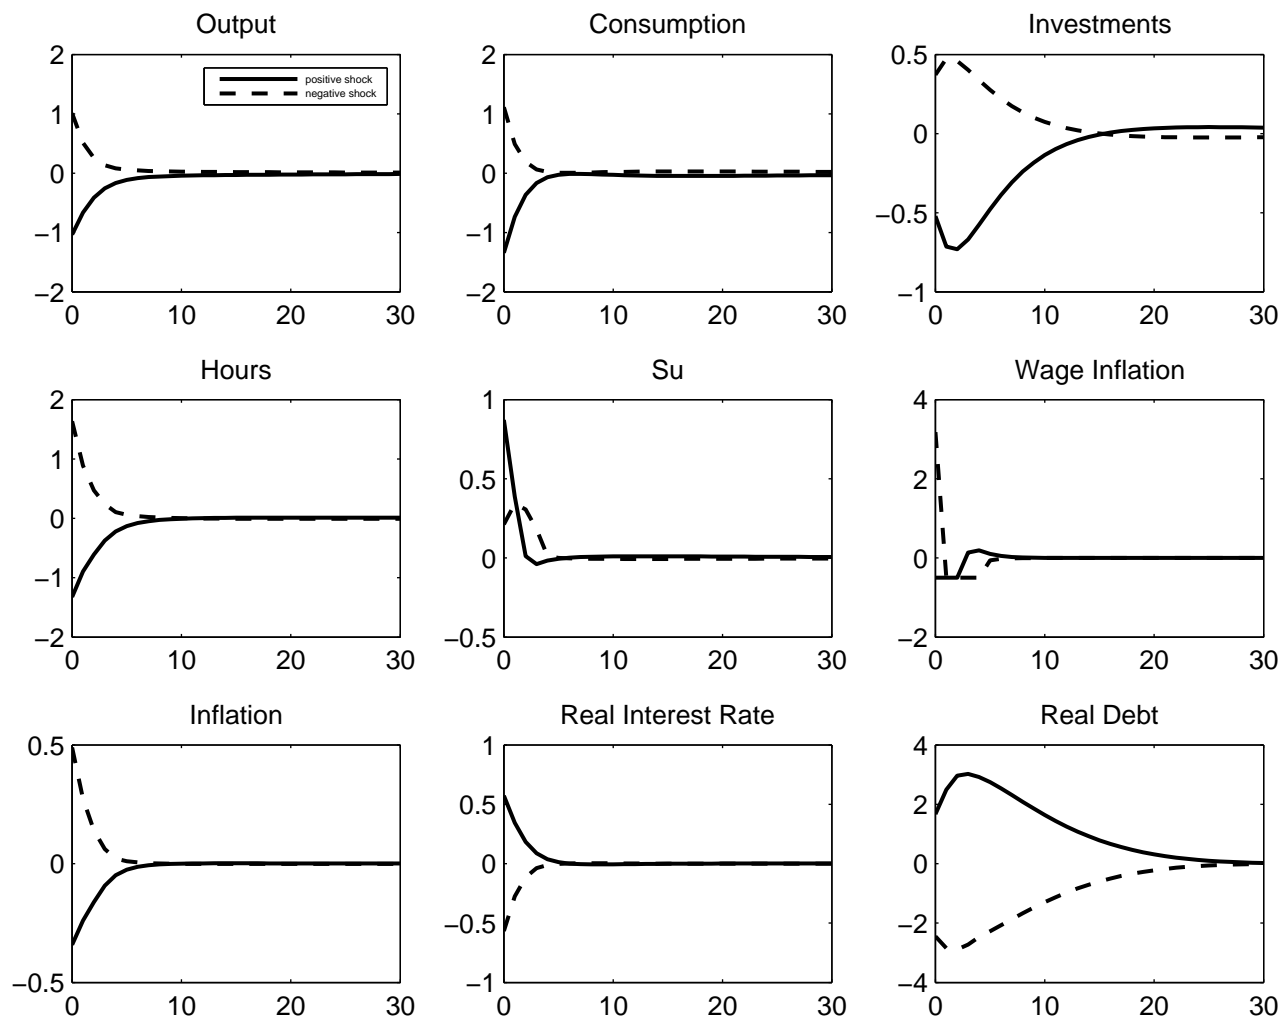 Output
Consumption
Investments
2
1
0
−1
−2
0 10 20 30
positive shock
negative shock
2
1
0
−1
−2
0 10 20 30
0.5
0
−0.5
−1
0 10 20 30
Hours
Su
Wage Inflation
2
1
0
−1
−2
0 10 20 30
1
0.5
0
−0.5
0 10 20 30
4
2
0
−2
0 10 20 30
Inflation
Real Interest Rate
Real Debt
0.5
0
−0.5
0 10 20 30
1
0.5
0
−0.5
−1
0 10 20 30
4
2
0
−2
−4
0 10 20 30